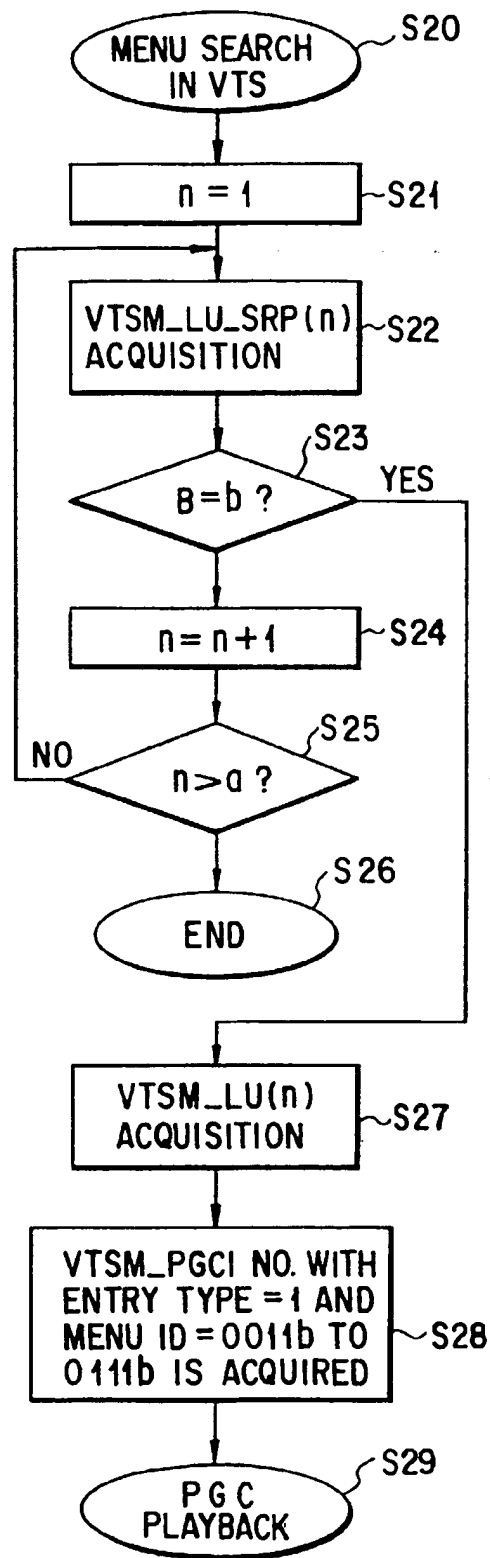 MENU SEARCH
IN VTS
S20
n = 1
S21
VTSM_LU_SRP(n)
ACQUISITION
S22
S23
B=b ?
YES
n = n+1
S24
S25
NO
n>a ?
S26
END
VTSM_LU(n)
ACQUISITION
S27
VTSM_PGCI NO. WITH
ENTRY TYPE = 1 AND
MENU ID = 0011b TO
0111b IS ACQUIRED
S28
S29
PGC
PLAYBACK